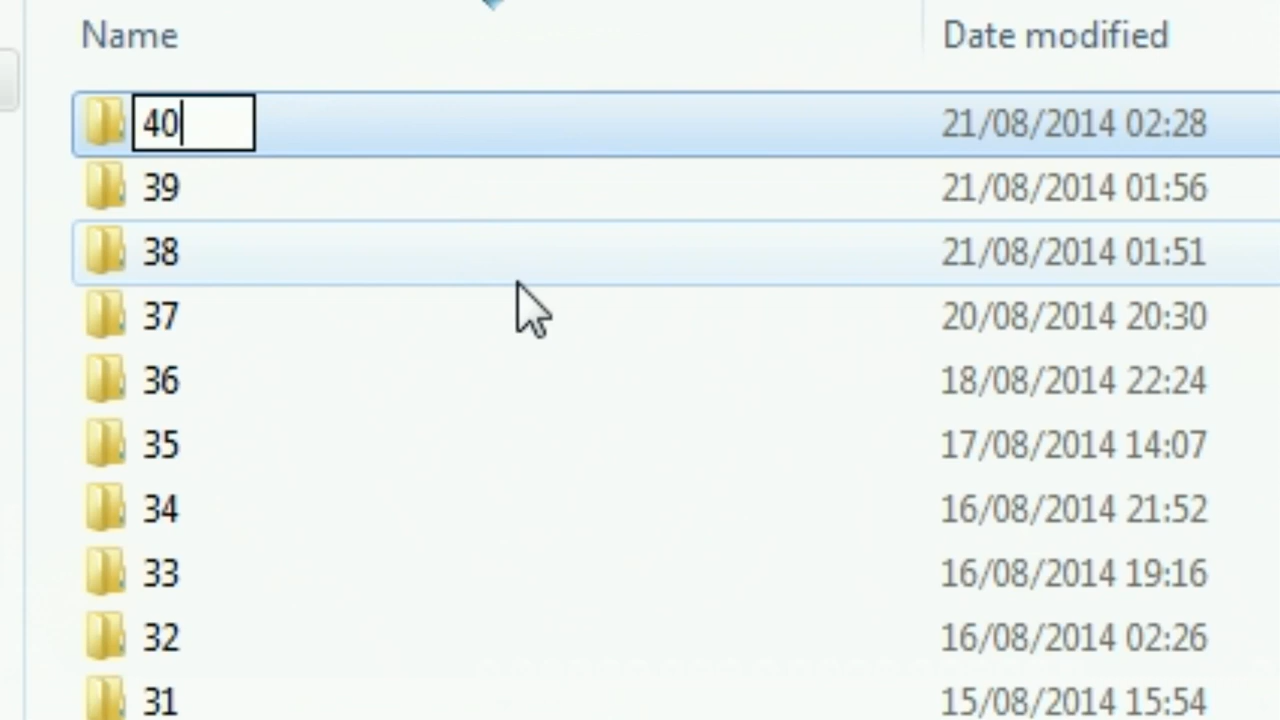 Name Date modified
40 21/08/2014 02:28
39 21/08/2014 01:56
38 21/08/2014 01:51
37 20/08/2014 20:30
36 18/08/2014 22:24
35 17/08/2014 14:07
34 16/08/2014 21:52
33 16/08/2014 19:16
32 16/08/2014 02:26
31 15/08/2014 15:54